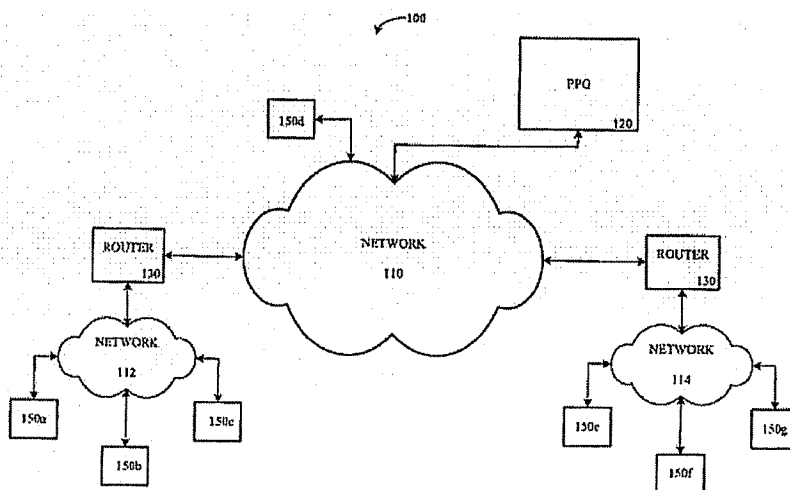 100
PPG
120
150d
ROUTER
130
NETWORK
110
ROUTER
130
NETWORK
112
NETWORK
114
150a
150b
150c
150e
150f
150g